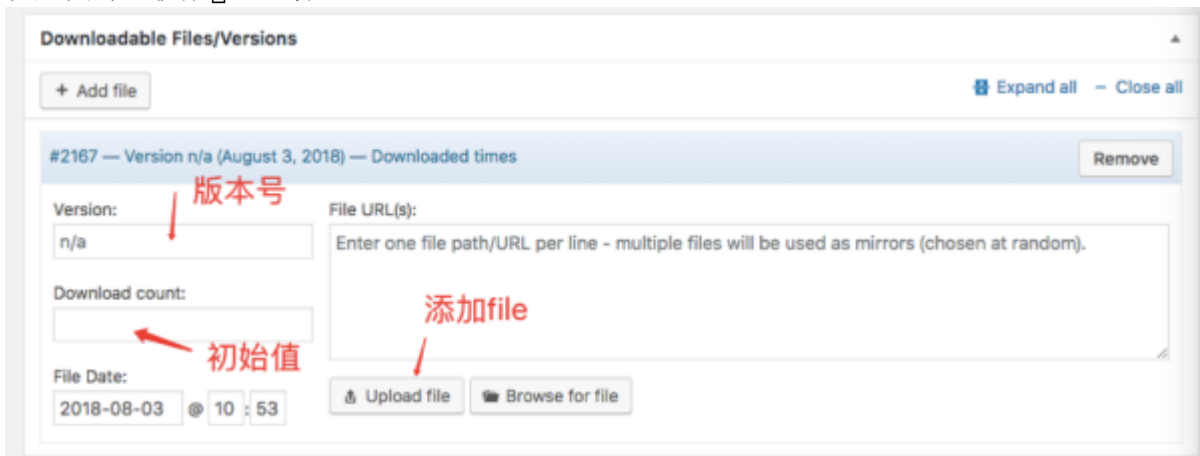 Downloadable Files/Versions
+ Add file
Expand all – Close all
#2167 — Version n/a (August 3, 2018) — Downloaded times
Remove
版本号
Version:
File URL(s):
n/a
Enter one file path/URL per line - multiple files will be used as mirrors (chosen at random).
Download count:
添加file
初始值
File Date:
2018-08-03 @ 10 : 53
Upload file
Browse for file